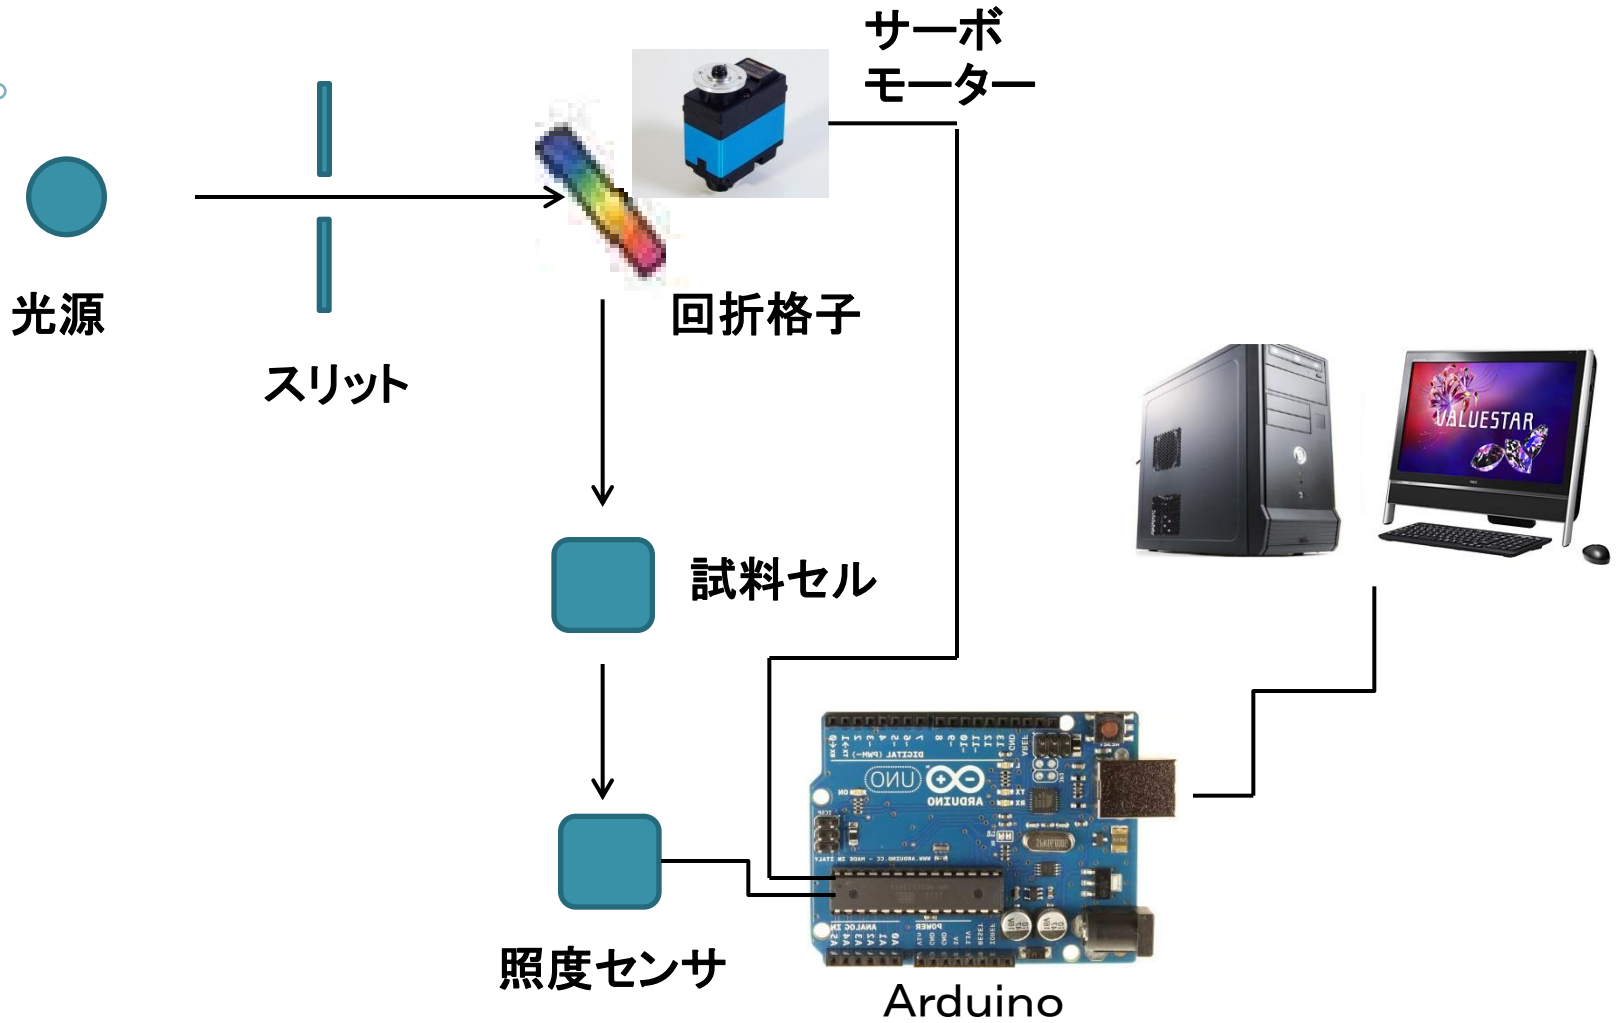 サーボ
モーター
光源
スリット
回折格子
VALUESTAR
試料セル
UNO
ARDUINO
照度センサ
Arduino